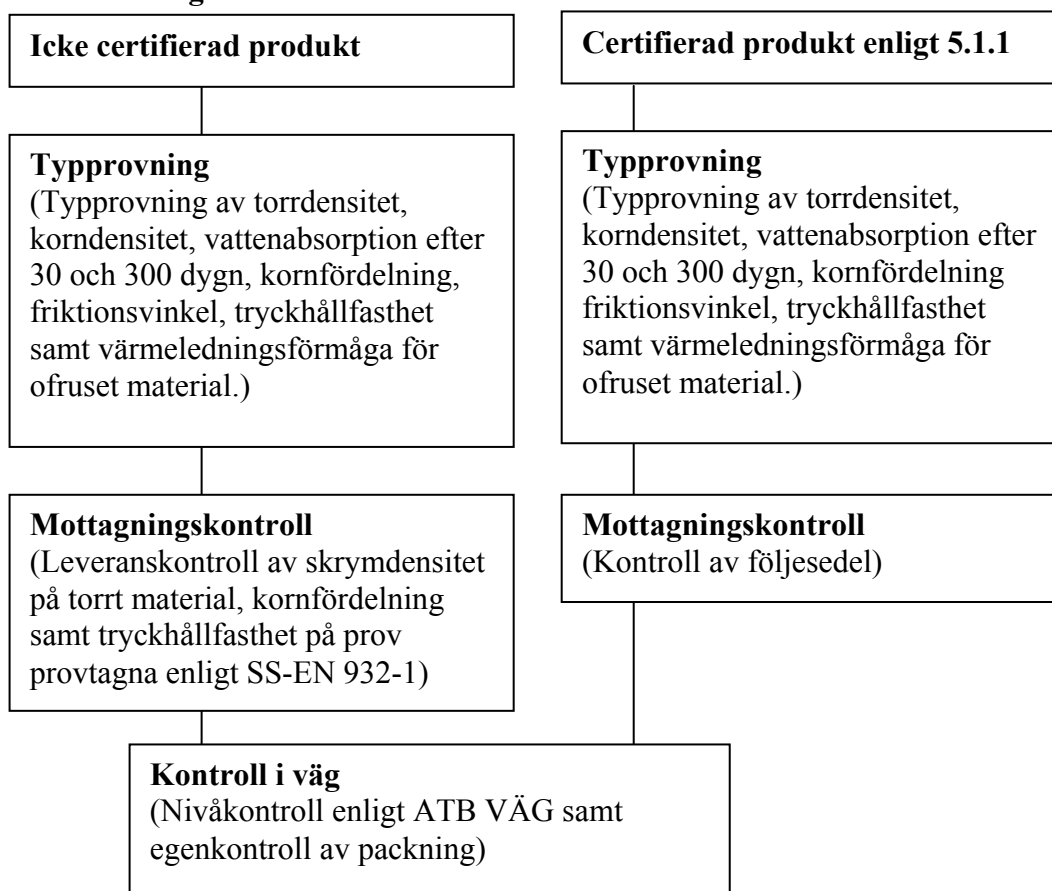 Icke certifierad produkt
Typprovning
(Typprovning av torrdensitet,
korndensitet, vattenabsorption efter
30 och 300 dygn, kornfördelning,
friktionsvinkel, tryckhållfasthet
samt värmeledningsförmåga för
ofruset material.)
Mottagningskontroll
(Leveranskontroll av skrymdensitet
på torrt material, kornfördelning
samt tryckhållfasthet på prov
provtagna enligt SS-EN 932-1)
Certifierad produkt enligt 5.1.1
Typprovning
(Typprovning av torrdensitet,
korndensitet, vattenabsorption efter
30 och 300 dygn, kornfördelning
friktionsvinkel, tryckhållfasthet
samt värmeledningsförmåga för
ofruset material.)
Mottagningskontroll
(Kontroll av följesedel)
Kontroll i väg
(Nivåkontroll enligt ATB VÄG samt
egenkontroll av packning)